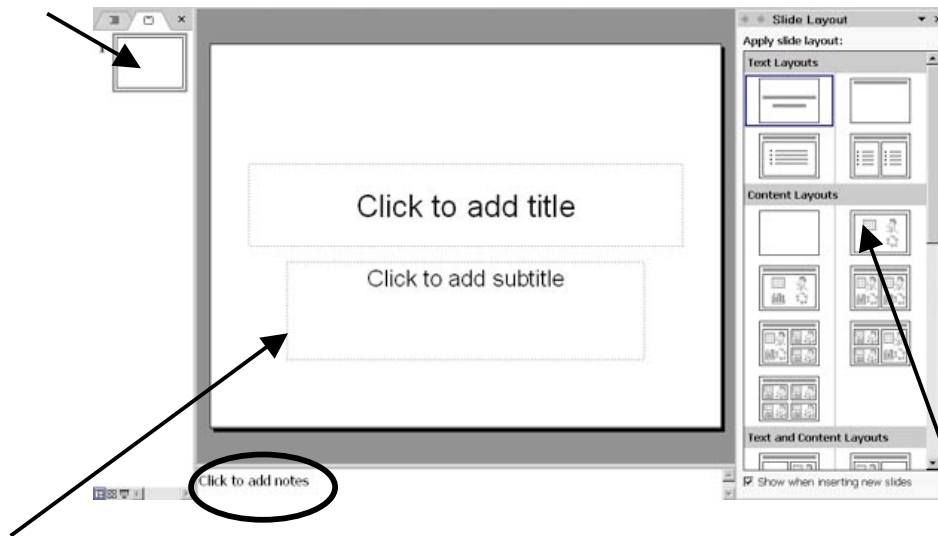 Slide Layout
Apply slide layout:
Text Layouts
Click to add title
Click to add subtitle
Content Layouts
Text and Content Layouts
Click to add notes
Show when inserting new slides